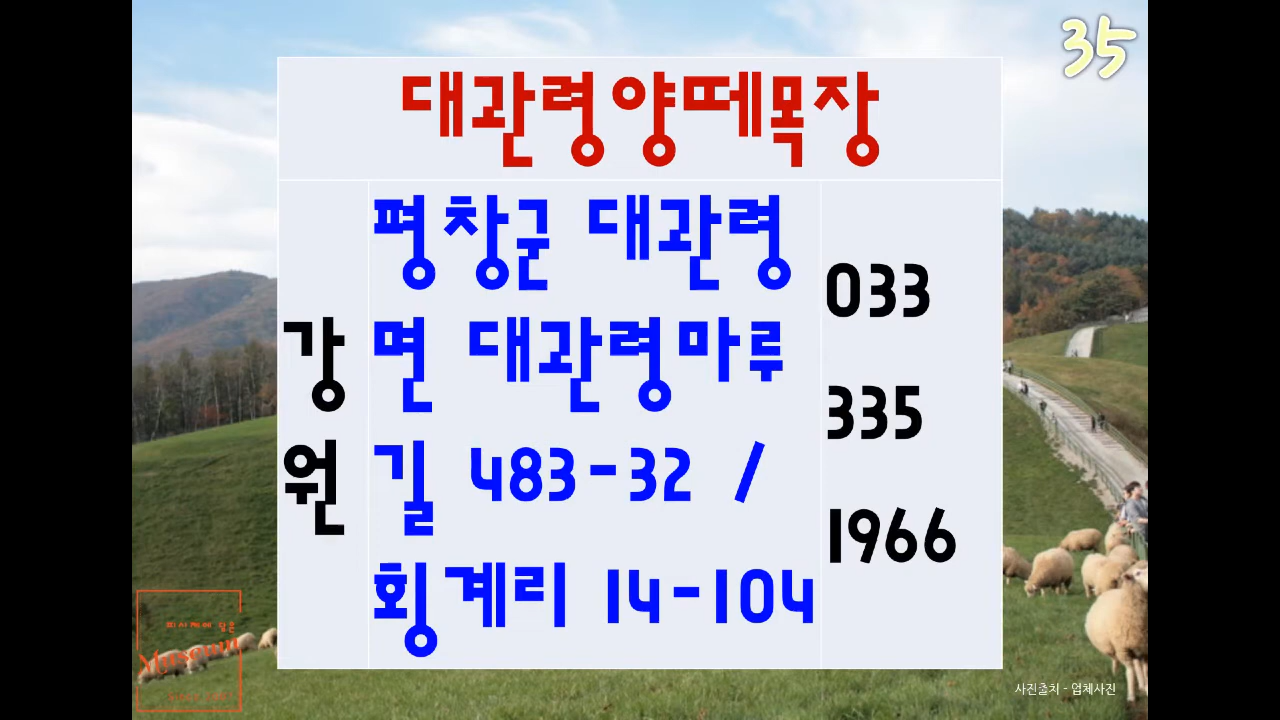 35
대관령양떼목장
강
원
평창군 대관령
면 대관령마루
길 483-32 /
횡계리 14-104
033
335
1966
Museum
사진출처 - 업체사진